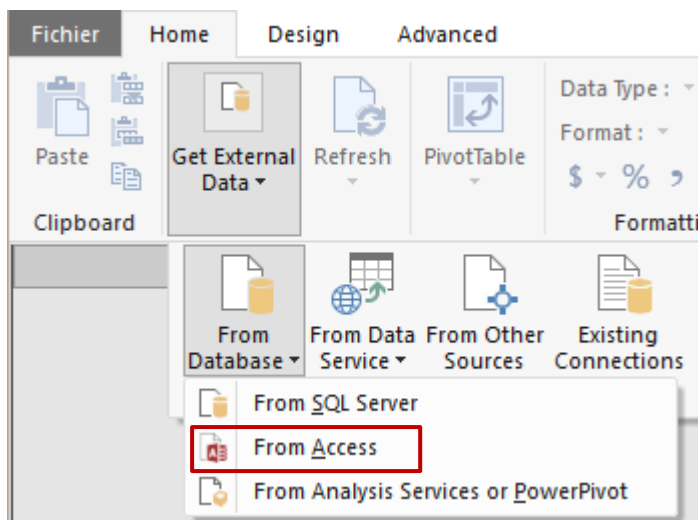 Fichier Home Design Advanced
Paste
Get External
Data
Refresh
PivotTable
Data Type :
Format :
$ % ,
Clipboard
Formatti
From
Database
From Data
Service
From Other
Sources
Existing
Connections
From SQL Server
From Access
From Analysis Services or PowerPivot